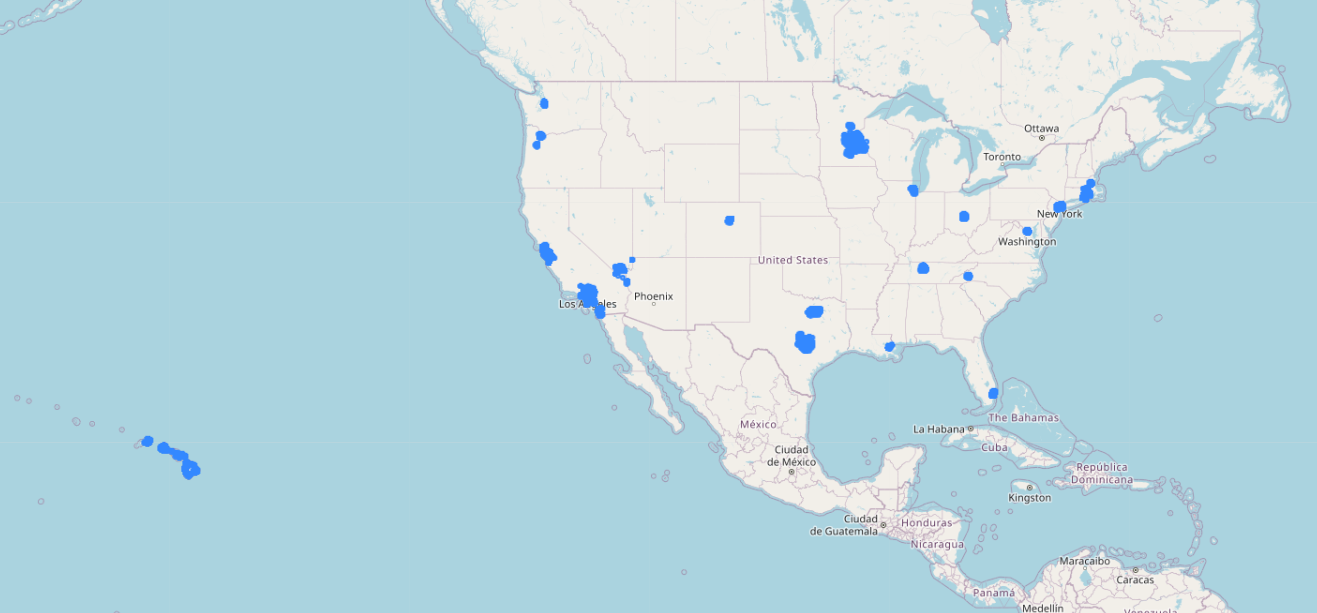 Ottawa
Toronto
New York
Washington
United States
Phoenix
Los Angeles
The Bahamas
La Habana
México
Cuba
Ciudad
de México
República
Dominicana
Kingston
Ciudad
de Guatemala
Honduras
Nicaragua
Maracaibo
Caracas
Panamá
Medellín
Venezuela